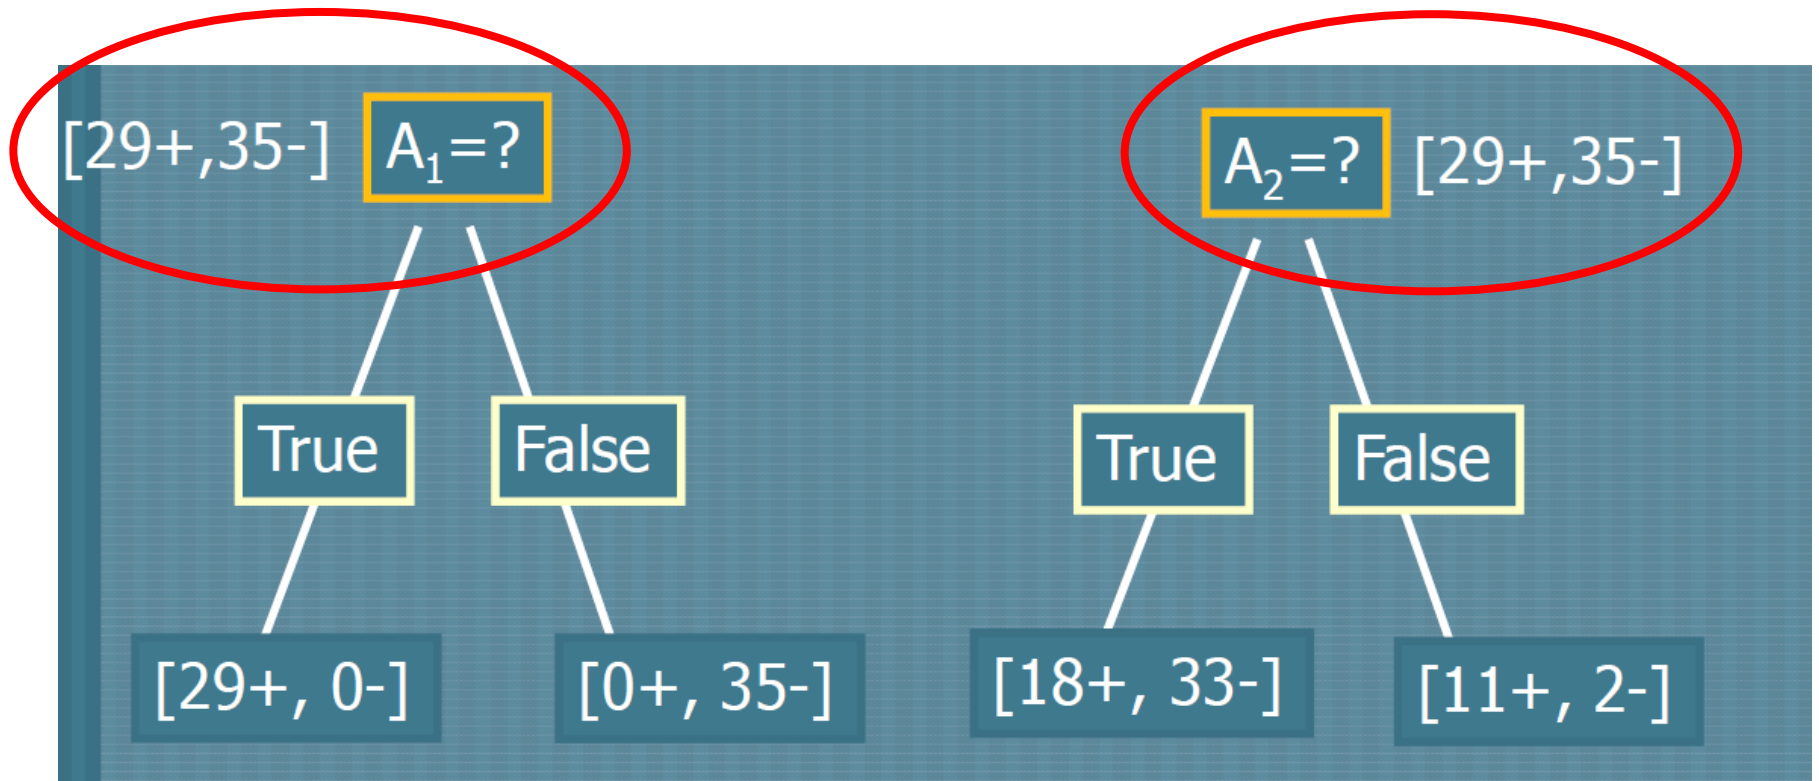 [29+,35-] A₁=?
A₂=? [29+,35-]
True False
True False
[29+, 0-] [0+, 35-]
[18+, 33-] [11+, 2-]